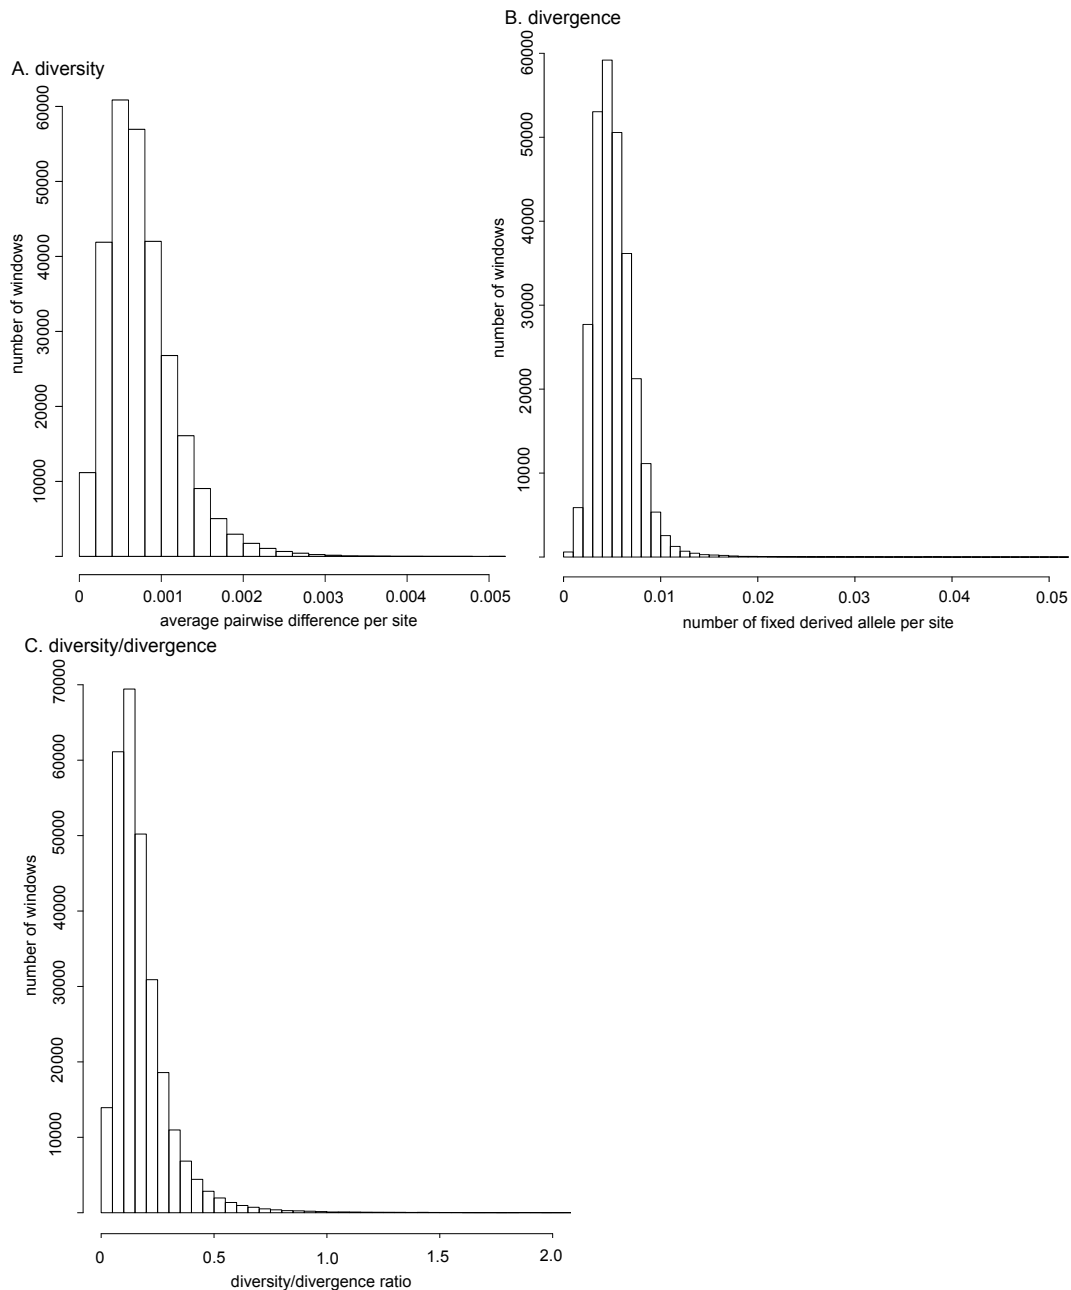 A. diversity
60000
50000
40000
30000
20000
10000
number of windows
0 0.001 0.002 0.003 0.004 0.005
average pairwise difference per site
B. divergence
60000
50000
40000
30000
20000
10000
number of windows
0 0.01 0.02 0.03 0.04 0.05
number of fixed derived allele per site
C. diversity/divergence
70000
60000
50000
40000
30000
20000
10000
number of windows
0 0.5 1.0 1.5 2.0
diversity/divergence ratio